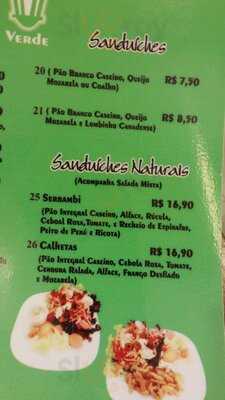 Verde
Sanduíches
20 ( Pão Branco Caseiro, Queijo
Mozarela ou Coalho)
R$ 7,50
21 ( Pão Branco Caseiro, Queijo
Mozarela e Lombinho Canadense)
R$ 8,50
Sanduíches Naturais
(Acompanha Salada Mista)
25 Serrambi R$ 16,90
(Pão Integral Caseiro, Alface, Rúcula,
Cebola Roxa, Tomate, e Recheio de Espinafre,
Peito de Peru e Ricota)
26 Calhetas R$ 16,90
(Pão Integral Caseiro, Cebola Roxa, Tomate,
Cenoura Ralada, Alface, Frango Desfiado
e Mozarela)